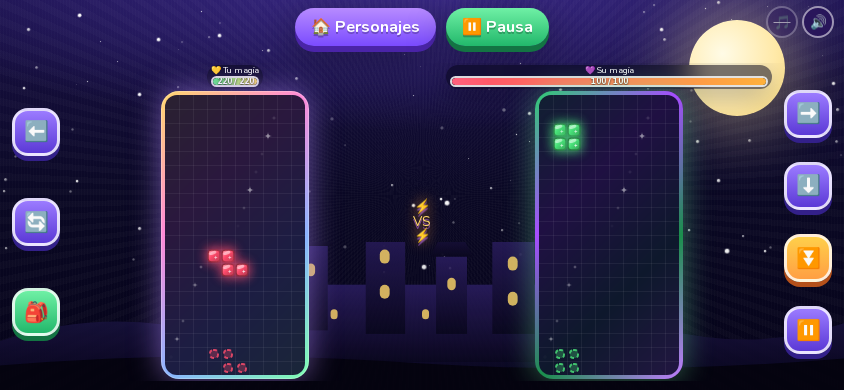 Personajes
Pausa
Tu magia
220 / 220
Su magia
100/100
VS